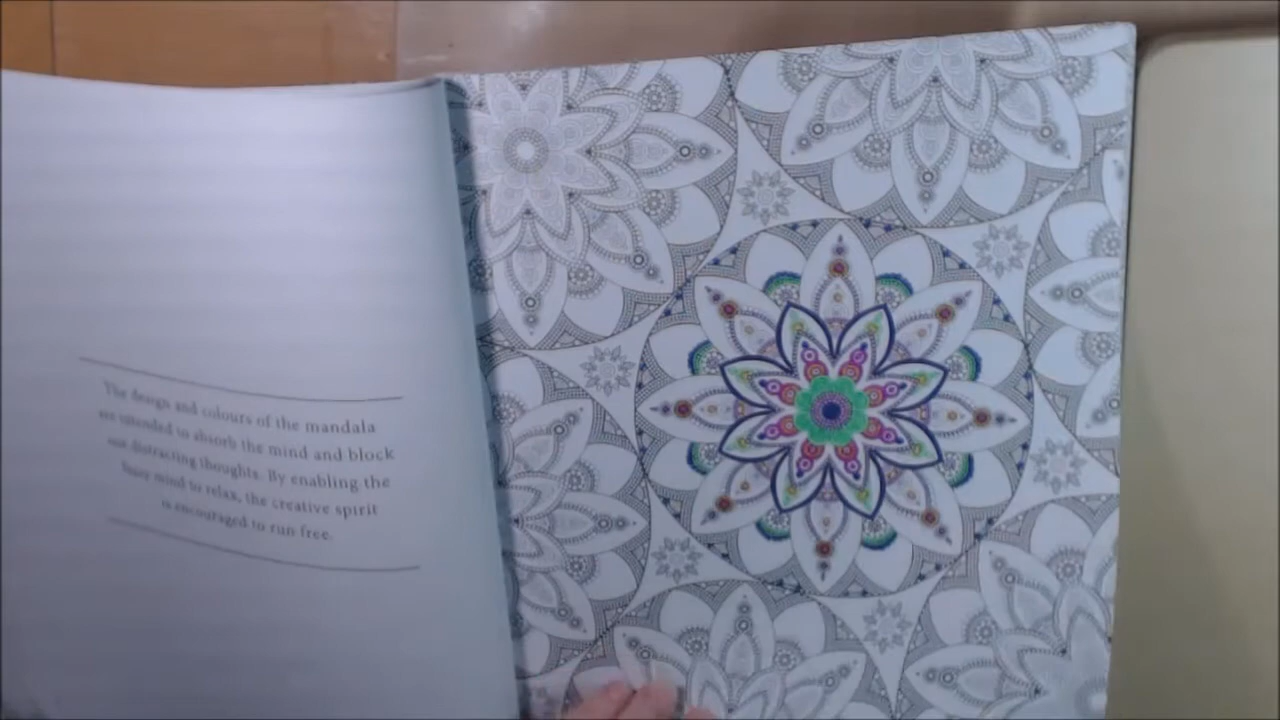 The design and colours of the mandala
are intended to absorb the mind and block
out distracting thoughts. By enabling the
busy mind to relax, the creative spirit
is encouraged to run free.